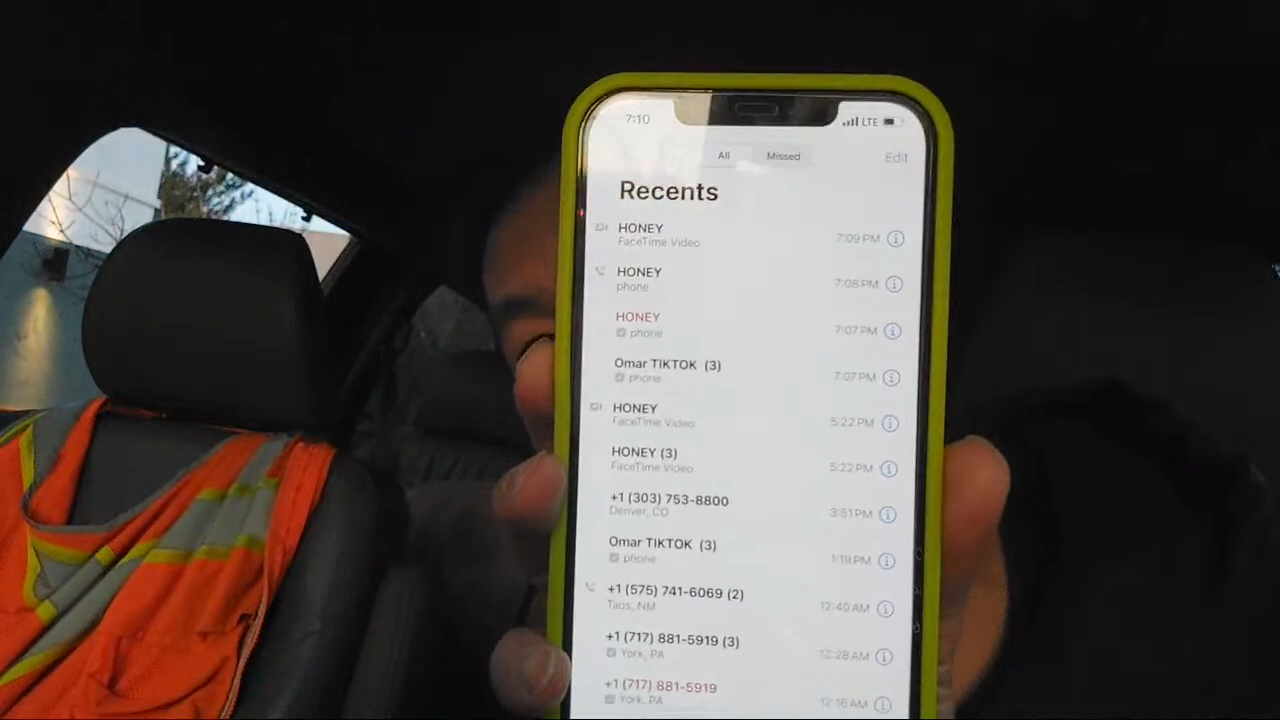 7:10
LTE
All Missed Edit
Recents
HONEY
FaceTime Video
7:09 PM
HONEY
phone
7:08 PM
HONEY
phone
7:07 PM
Omar TIKTOK (3)
phone
7:07 PM
HONEY
FaceTime Video
5:22 PM
HONEY (3)
FaceTime Video
5:22 PM
+1 (303) 753-8800
Denver, CO
3:51 PM
Omar TIKTOK (3)
phone
1:19 PM
+1 (575) 741-6069 (2)
Taos, NM
12:40 AM
+1 (717) 881-5919 (3)
York, PA
12:28 AM
+1 (717) 881-5919
York, PA
12:16 AM